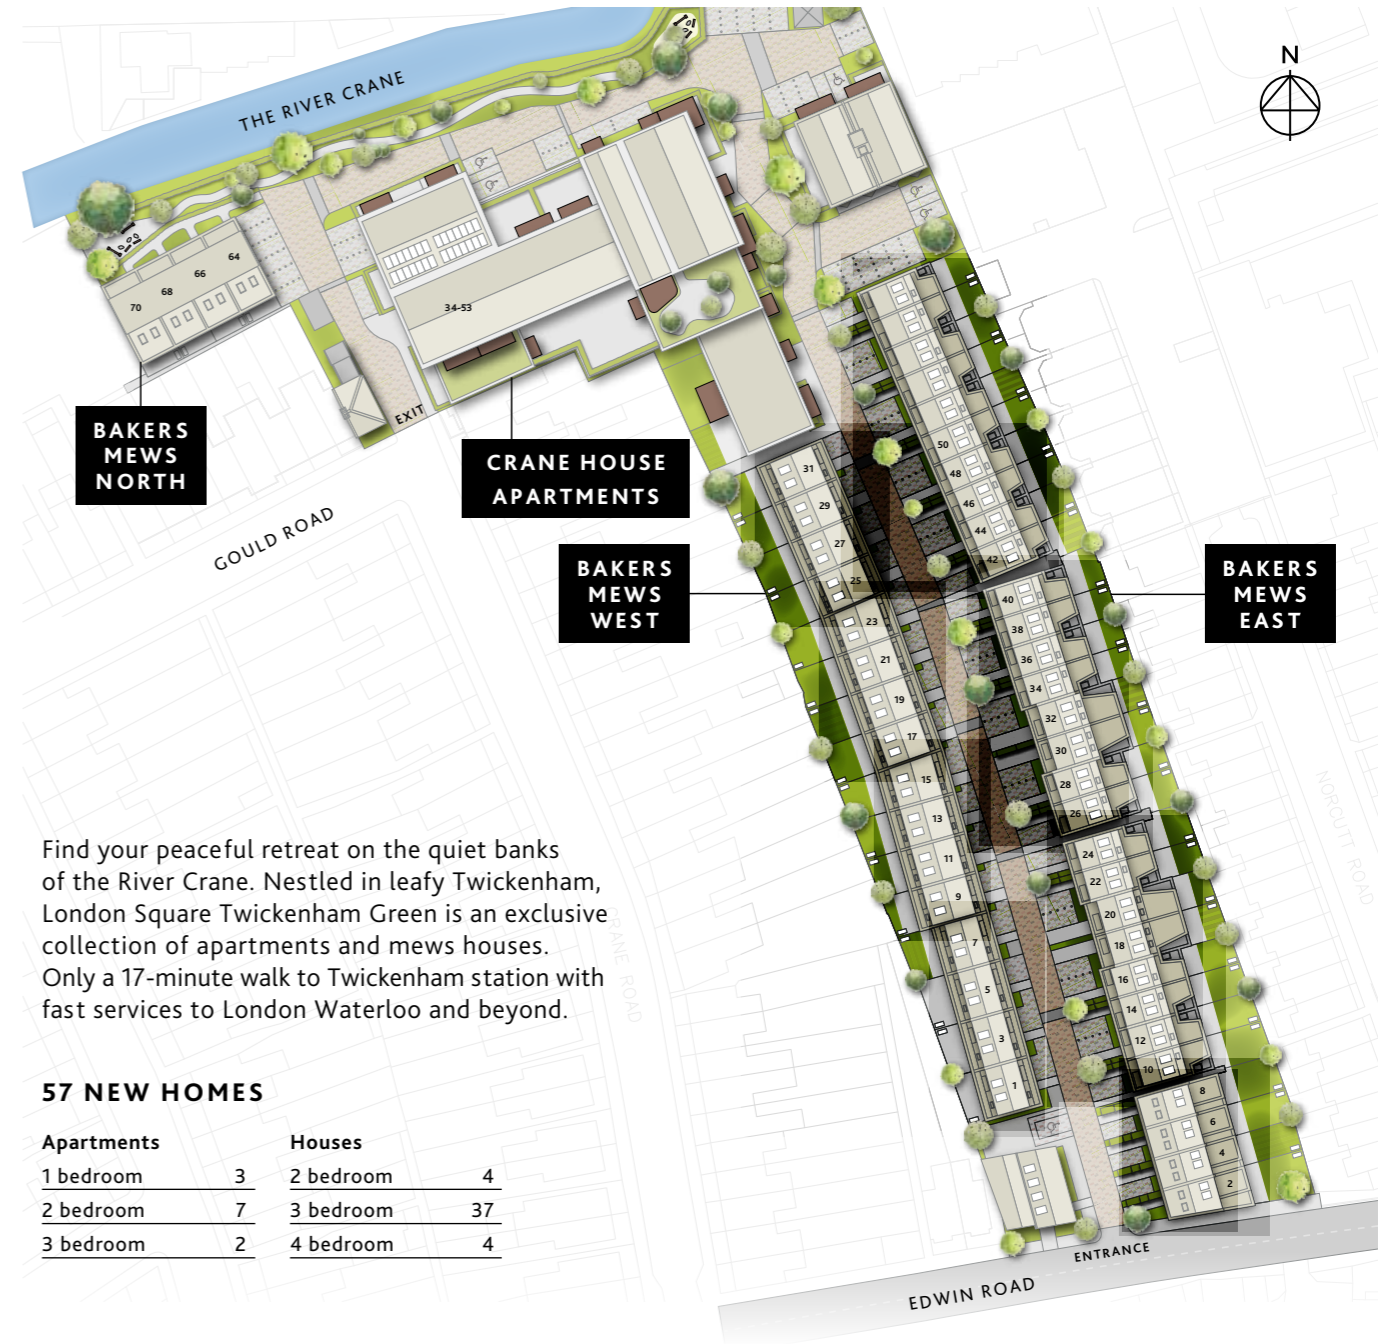 N
THE RIVER CRANE
64
66
68
70
34-53
EXIT
BAKERS
MEWS
NORTH
CRANE HOUSE
APARTMENTS
GOULD ROAD
BAKERS
MEWS
WEST
BAKERS
MEWS
EAST
31
29
27
25
23
21
19
17
15
13
11
9
7
5
3
1
50
48
46
44
42
40
38
36
34
32
30
28
26
24
22
20
18
16
14
12
10
8
6
4
2
NORCUTT ROAD
CRANE ROAD
Find your peaceful retreat on the quiet banks
of the River Crane. Nestled in leafy Twickenham,
London Square Twickenham Green is an exclusive
collection of apartments and mews houses.
Only a 17-minute walk to Twickenham station with
fast services to London Waterloo and beyond.
57 NEW HOMES
Apartments Houses
1 bedroom 3 2 bedroom 4
2 bedroom 7 3 bedroom 37
3 bedroom 2 4 bedroom 4
ENTRANCE
EDWIN ROAD